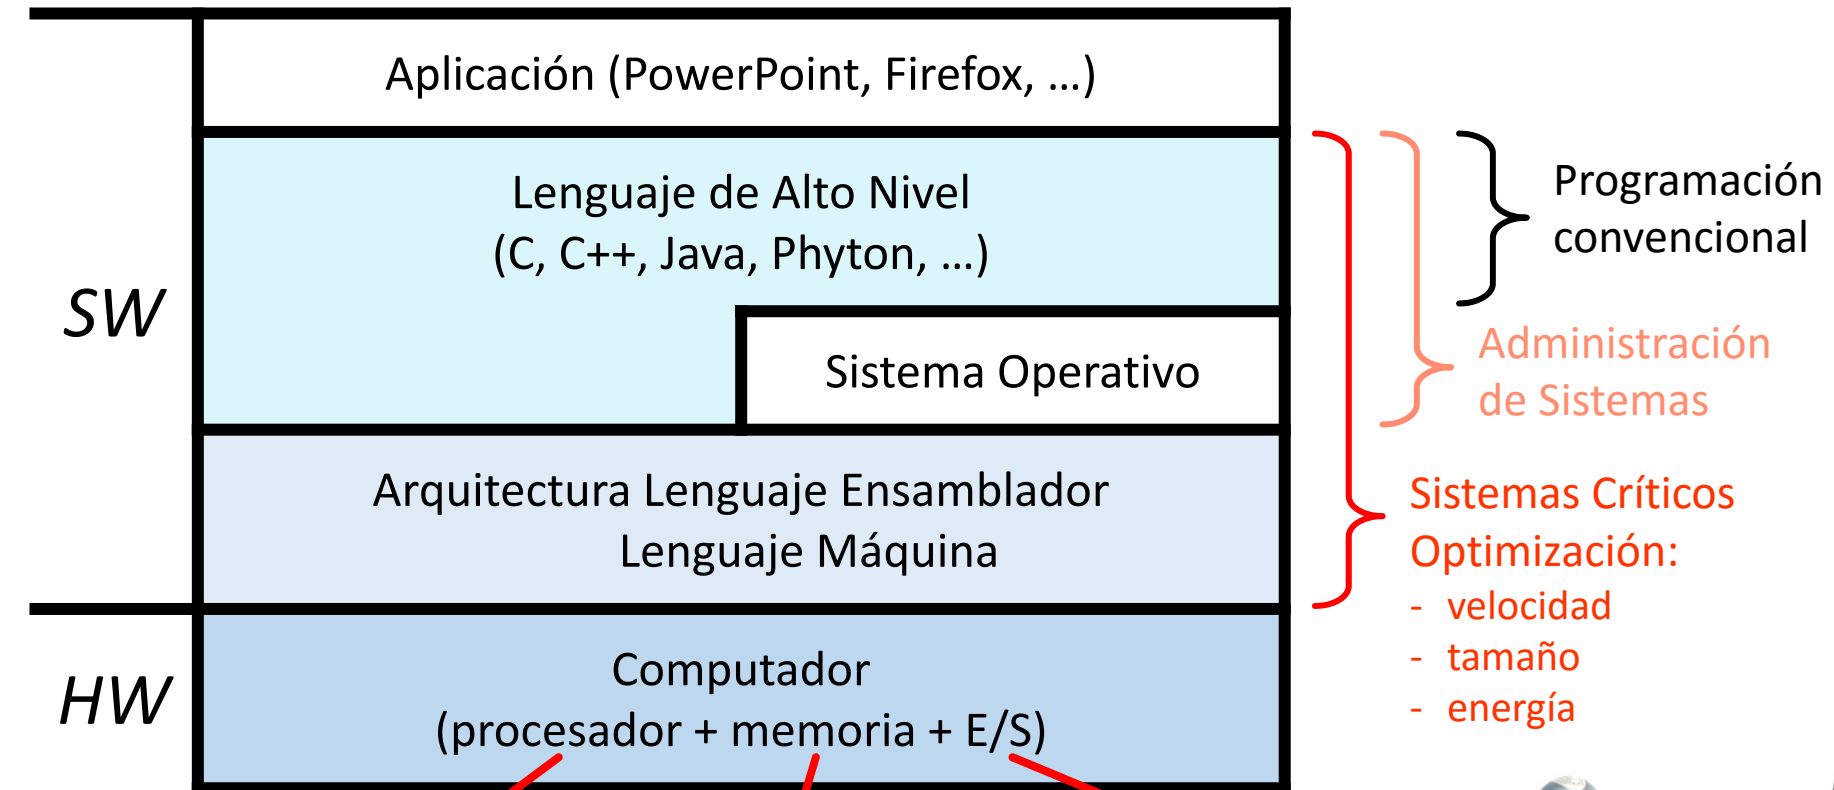 Aplicación (PowerPoint, Firefox, …)
Lenguaje de Alto Nivel
(C, C++, Java, Phyton, …)
Sistema Operativo
Arquitectura Lenguaje Ensamblador
Lenguaje Máquina
Computador
(procesador + memoria + E/S)
SW
HW
Programación
convencional
Administración
de Sistemas
Sistemas Críticos
Optimización:
- velocidad
- tamaño
- energía